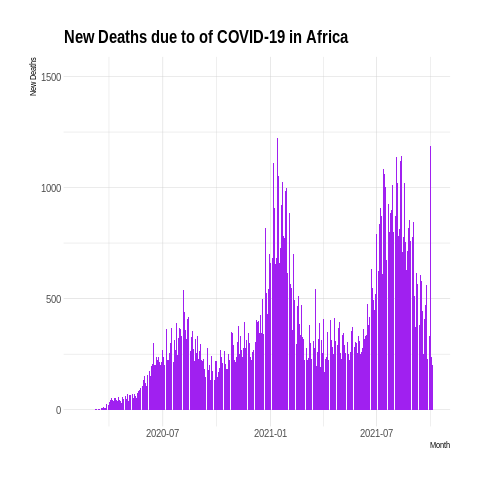 New Deaths due to of COVID-19 in Africa
New Deaths
1500
1000
500
0
2020-07
2021-01
2021-07
Month